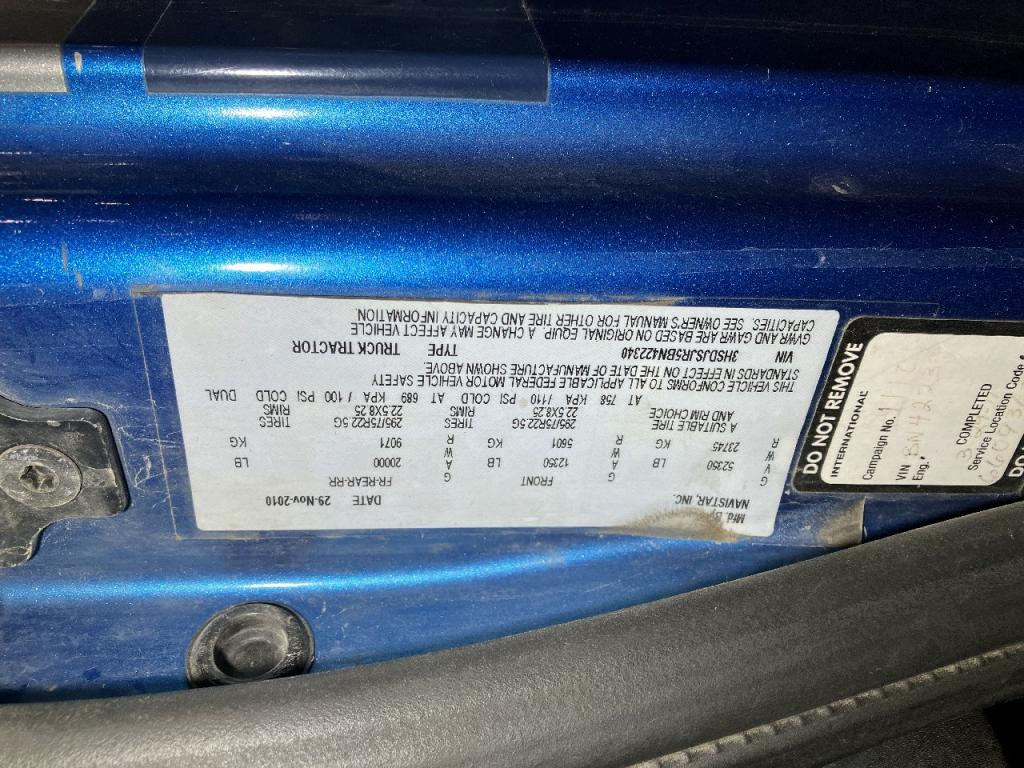 Mfd. By
NAVISTAR, INC.
DATE 29-Nov-2010
G FRONT G FR-REAR-RR
V A A
52350 LB W 12350 LB W 20000 LB
R R
23745 KG 5601 KG 9071 KG
A SUITABLE TIRE 295/75R22.5G TIRES 295/75R22.5G TIRES
AND RIM CHOICE 22.5X8.25 RIMS 22.5X8.25 RIMS
AT 758 KPA /110 PSI COLD AT 689 KPA / 100 PSI COLD DUAL
THIS VEHICLE CONFORMS TO ALL APPLICABLE FEDERAL MOTOR VEHICLE SAFETY
STANDARDS IN EFFECT ON THE DATE OF MANUFACTURE SHOWN ABOVE.
VIN 3HSDJSJR5BN422340 TYPE TRUCK TRACTOR
GVWR AND GAWR ARE BASED ON ORIGINAL EQUIP. A CHANGE MAY AFFECT VEHICLE
CAPACITIES. SEE OWNER'S MANUAL FOR OTHER TIRE AND CAPACITY INFORMATION.
DO NOT REMOVE
INTERNATIONAL
Campaign No.
VIN BN4223
Eng.
COMPLETED
Service Location Code